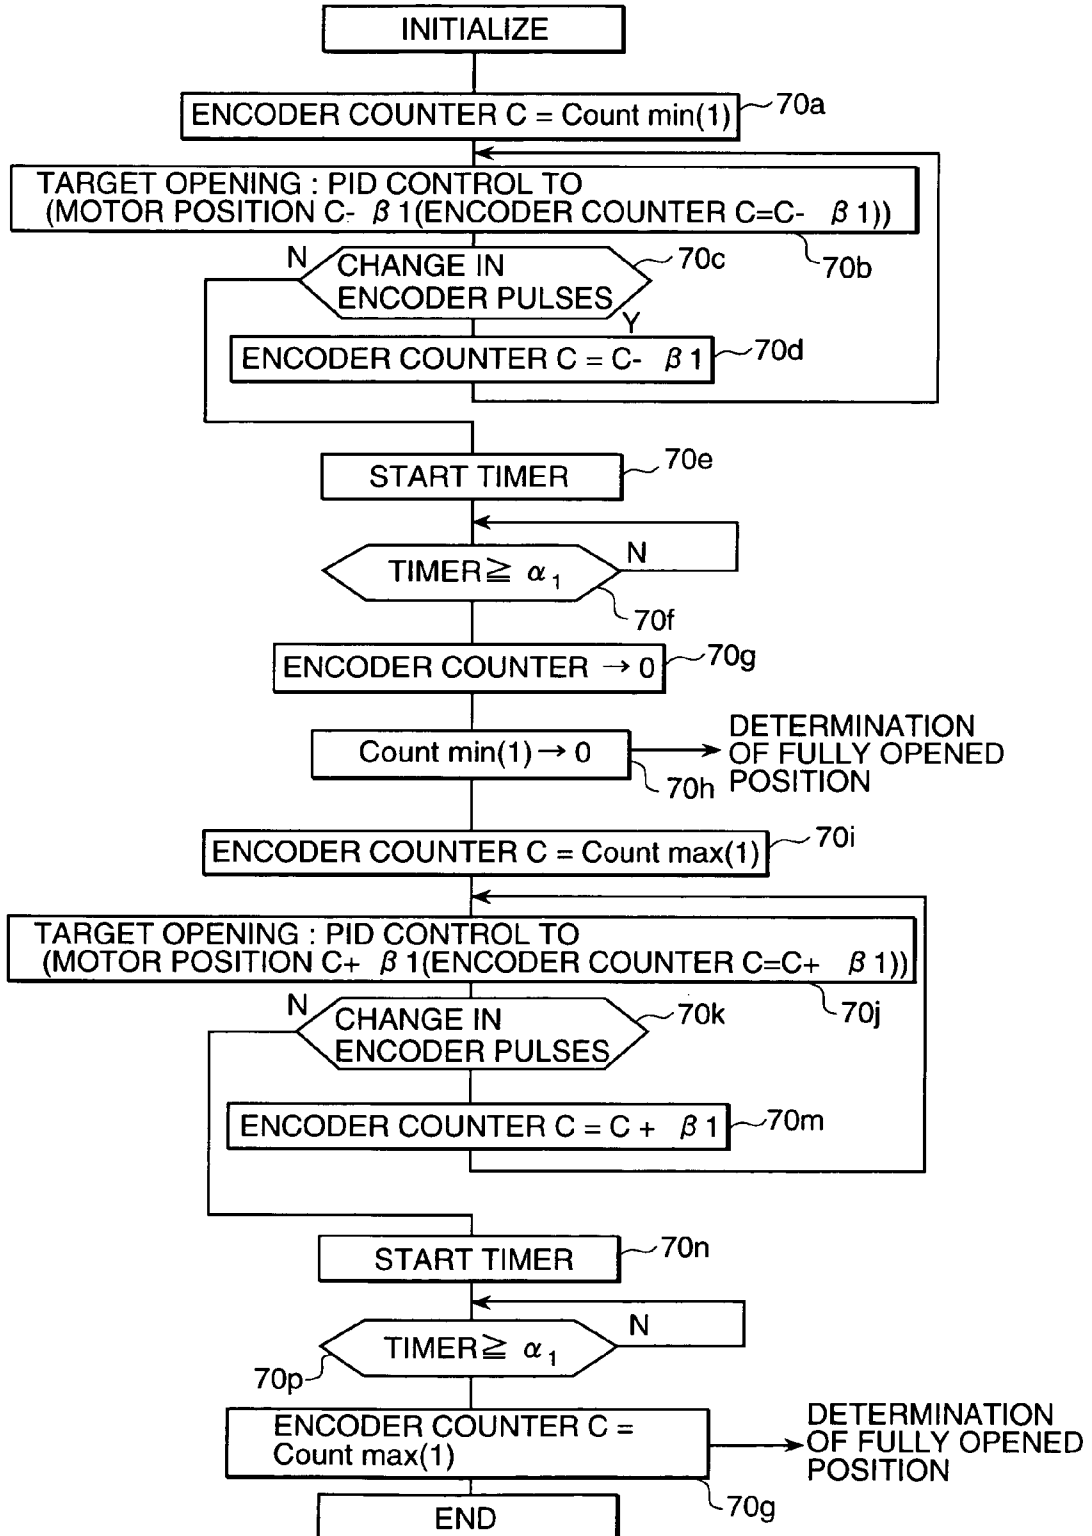 INITIALIZE
ENCODER COUNTER C = Count min(1)
70a
TARGET OPENING : PID CONTROL TO
(MOTOR POSITION C- β1(ENCODER COUNTER C=C- β1))
70b
N
CHANGE IN
ENCODER PULSES
70c
Y
ENCODER COUNTER C = C- β1
70d
START TIMER
70e
TIMER≧ α1
N
70f
ENCODER COUNTER →0
70g
Count min(1)→0
70h
DETERMINATION
OF FULLY OPENED
POSITION
ENCODER COUNTER C = Count max(1)
70i
TARGET OPENING : PID CONTROL TO
(MOTOR POSITION C+ β1(ENCODER COUNTER C=C+ β1))
70j
N
CHANGE IN
ENCODER PULSES
70k
ENCODER COUNTER C = C + β1
70m
START TIMER
70n
TIMER≧ α1
N
70p
ENCODER COUNTER C =
Count max(1)
70g
DETERMINATION
OF FULLY OPENED
POSITION
END